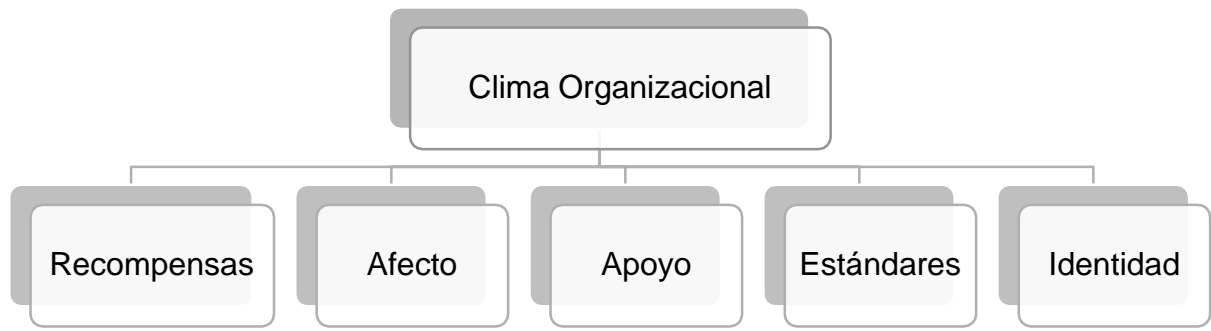 Clima Organizacional
Recompensas
Afecto
Apoyo
Estándares
Identidad